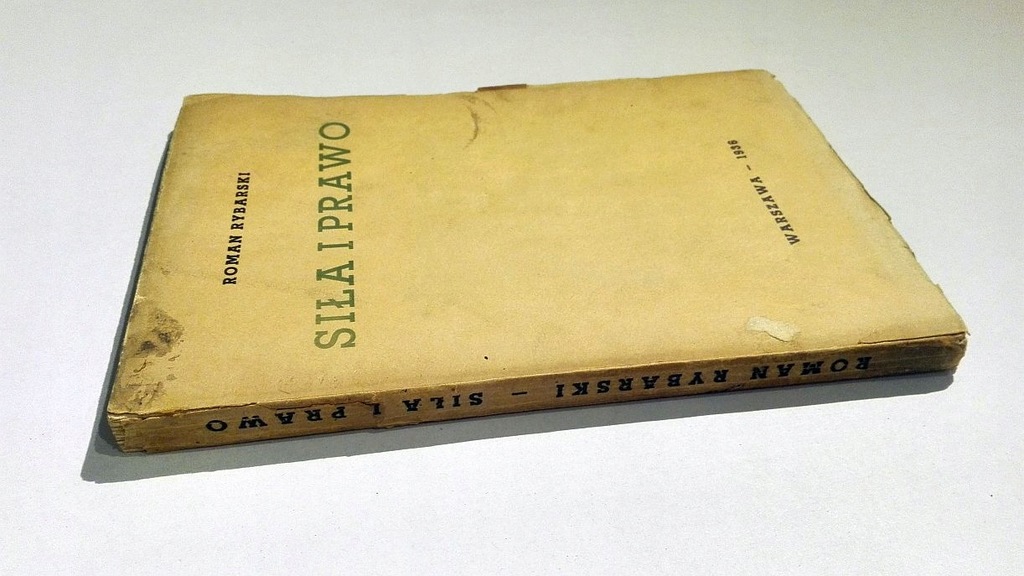 ROMAN RYBARSKI
SIŁA I PRAWO
WARSZAWA – 1936
ROMAN RYBARSKI – SIŁA I PRAWO